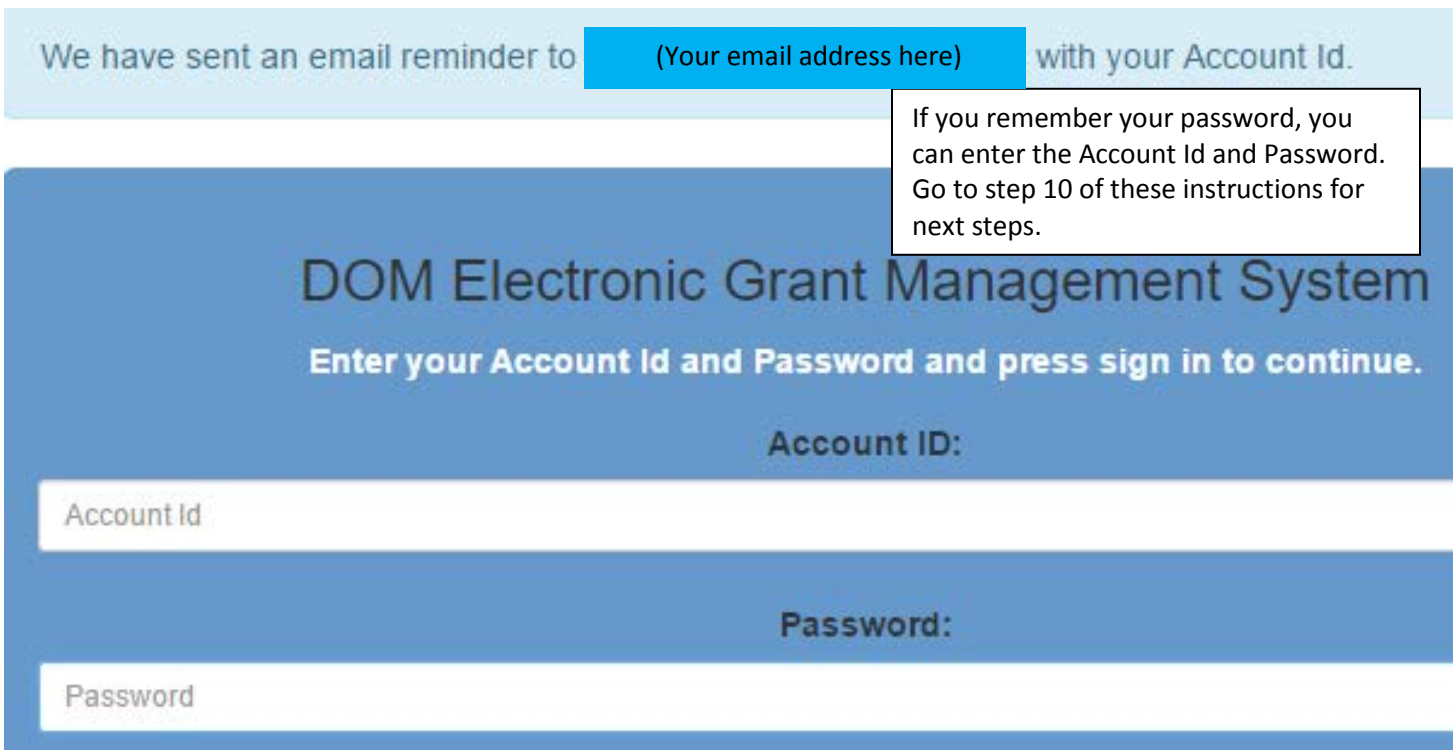 We have sent an email reminder to (Your email address here) with your Account Id.
If you remember your password, you
can enter the Account Id and Password.
Go to step 10 of these instructions for
next steps.
DOM Electronic Grant Management System
Enter your Account Id and Password and press sign in to continue.
Account ID:
Account Id
Password:
Password